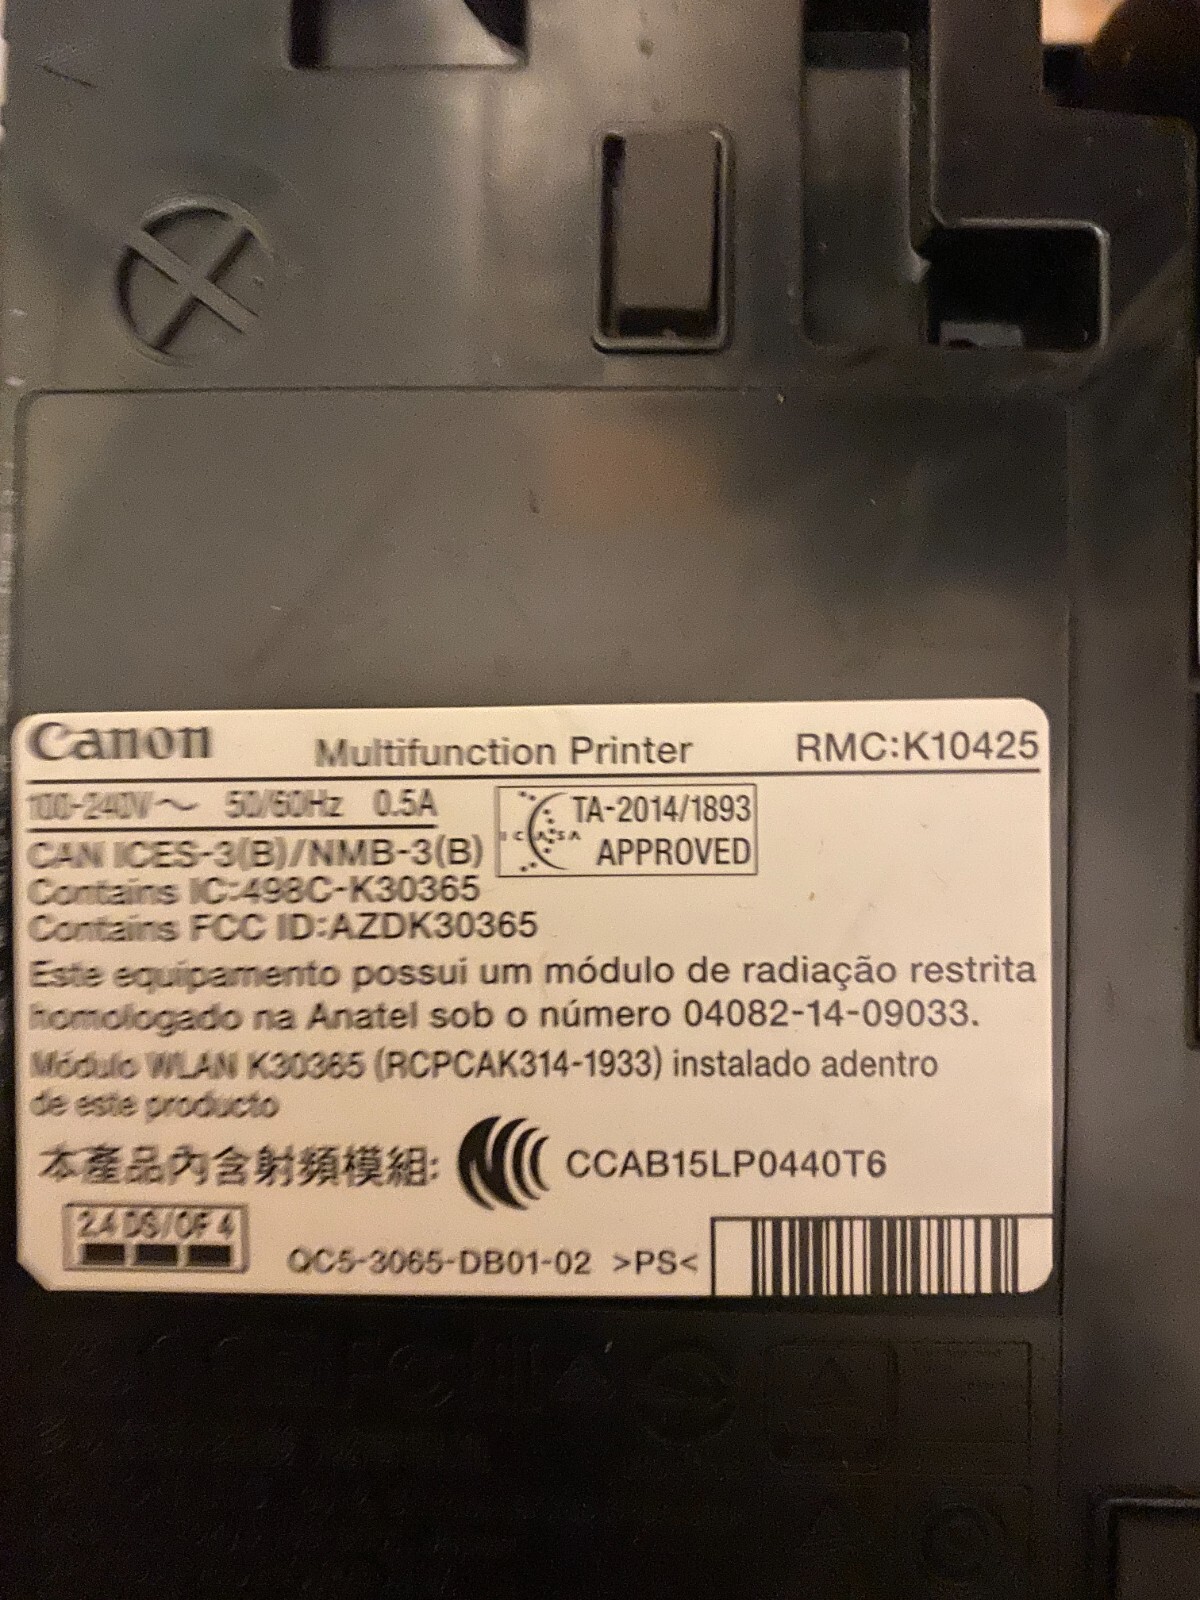 Canon Multifunction Printer RMC:K10425
100-240V～ 50/60Hz 0.5A
TA-2014/1893
I C A S A
APPROVED
CAN ICES-3(B)/NMB-3(B)
Contains IC:498C-K30365
Contains FCC ID:AZDK30365
Este equipamento possui um módulo de radiação restrita
homologado na Anatel sob o número 04082-14-09033.
Módulo WLAN K30365 (RCPCAK314-1933) instalado adentro
de este producto
本產品內含射頻模組: CCAB15LP0440T6
2.4 DS/OF 4
QC5-3065-DB01-02 >PS<